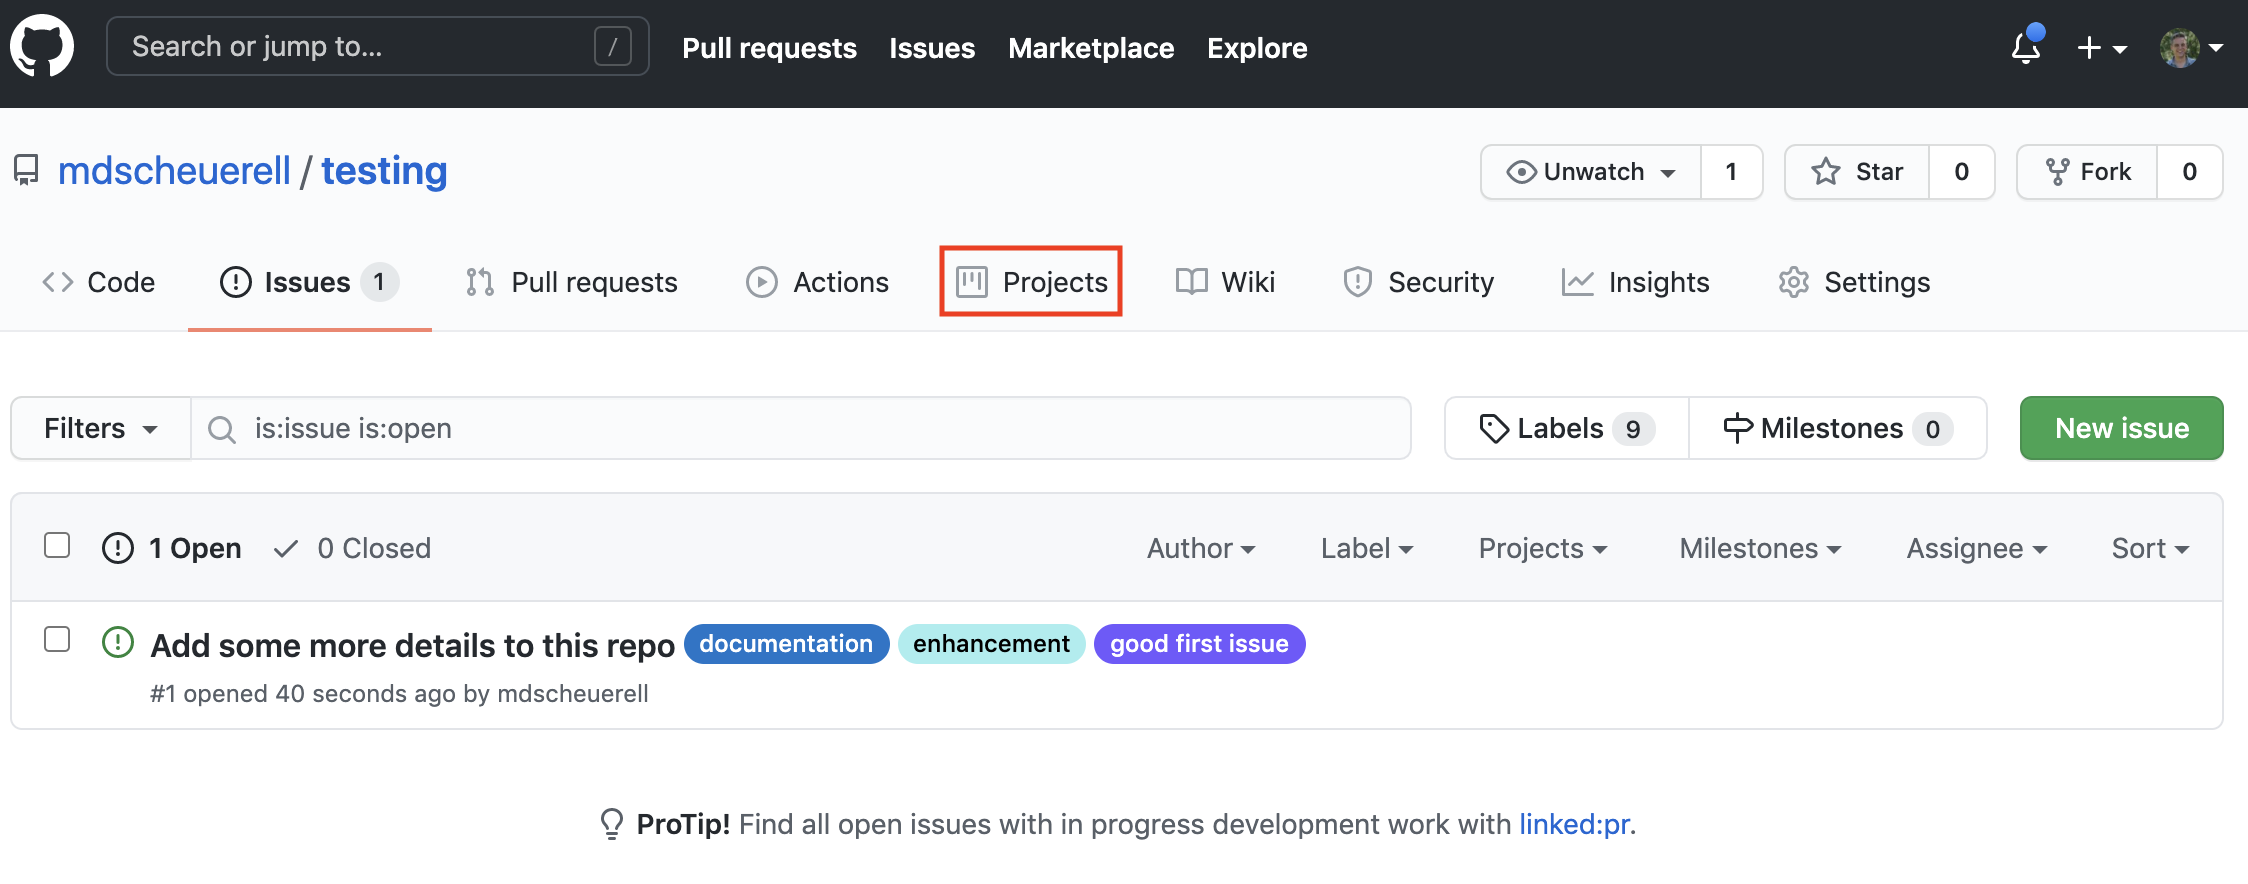 Search or jump to... / Pull requests Issues Marketplace Explore
mdscheuerell / testing Unwatch 1 Star 0 Fork 0
Code Issues 1 Pull requests Actions Projects Wiki Security Insights Settings
Filters is:issue is:open Labels 9 Milestones 0 New issue
1 Open 0 Closed Author Label Projects Milestones Assignee Sort
Add some more details to this repo documentation enhancement good first issue
#1 opened 40 seconds ago by mdscheuerell
ProTip! Find all open issues with in progress development work with linked:pr.